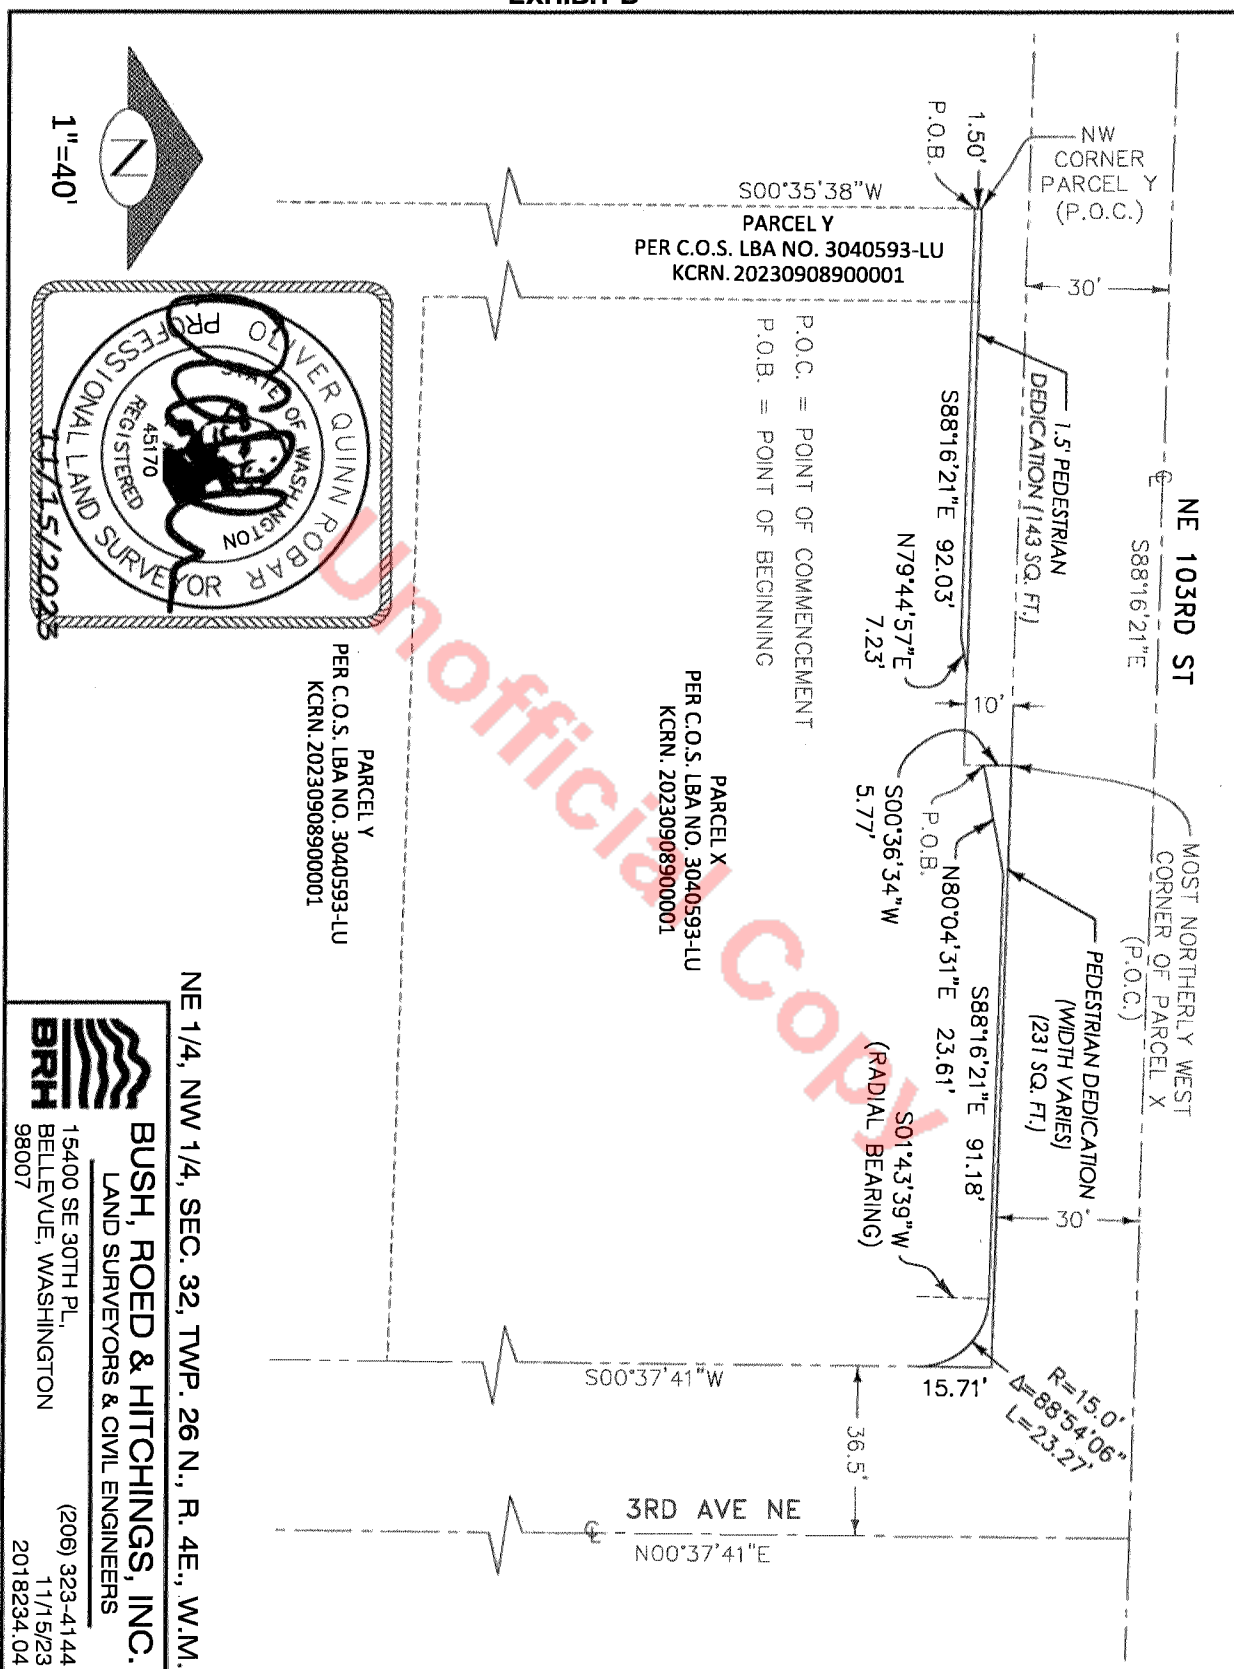 EXHIBIT B
NE 103RD ST
S88°16'21"E
NW
CORNER
PARCEL Y
(P.O.C.)
1.50'
P.O.B.
30'
1.5' PEDESTRIAN
DEDICATION (143 SQ. FT.)
S88°16'21"E 92.03'
N79°44'57"E
7.23'
10'
MOST NORTHERLY WEST
CORNER OF PARCEL X
(P.O.C.)
PEDESTRIAN DEDICATION
(WIDTH VARIES)
(231 SQ. FT.)
S00°36'34"W
5.77'
P.O.B.
N80°04'31"E 23.61'
S88°16'21"E 91.18'
S01°43'39"W
(RADIAL BEARING)
30'
R=15.0'
Δ=88°54'06"
L=23.27'
15.71'
S00°35'38"W
PARCEL Y
PER C.O.S. LBA NO. 3040593-LU
KCRN. 20230908900001
P.O.C. = POINT OF COMMENCEMENT
P.O.B. = POINT OF BEGINNING
PARCEL X
PER C.O.S. LBA NO. 3040593-LU
KCRN. 20230908900001
PARCEL Y
PER C.O.S. LBA NO. 3040593-LU
KCRN. 20230908900001
S00°37'41"W
36.5'
3RD AVE NE
N00°37'41"E
N
1"=40'
OLIVER QUINN ROBAR
STATE OF WASHINGTON
45170
REGISTERED
PROFESSIONAL LAND SURVEYOR
11/15/2023
Unofficial Copy
NE 1/4, NW 1/4, SEC. 32, TWP. 26 N., R. 4E., W.M.
BRH
BUSH, ROED & HITCHINGS, INC.
LAND SURVEYORS & CIVIL ENGINEERS
15400 SE 30TH PL,
BELLEVUE, WASHINGTON
98007
(206) 323-4144
11/15/23
2018234.04